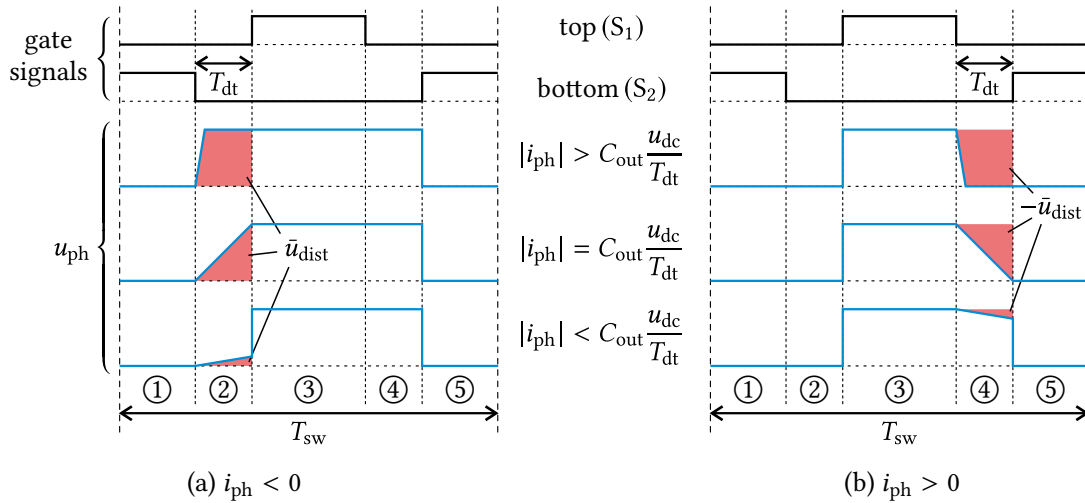 gate
signals
T_dt
top (S₁)
bottom (S₂)
T_dt
u_ph
ū_dist
|i_ph| > C_out u_dc/T_dt
|i_ph| = C_out u_dc/T_dt
|i_ph| < C_out u_dc/T_dt
−ū_dist
① ② ③ ④ ⑤
T_sw
① ② ③ ④ ⑤
T_sw
(a) i_ph < 0
(b) i_ph > 0